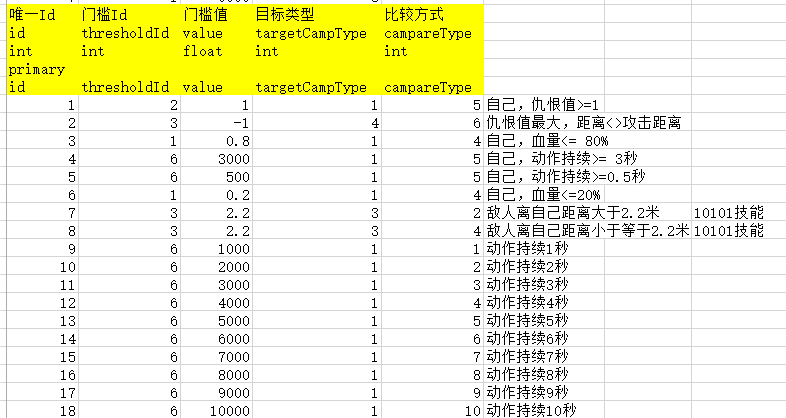 唯一Id 门槛Id 门槛值 目标类型 比较方式
id thresholdId value targetCampType campareType
int int float int int
primary
id thresholdId value targetCampType campareType
1 2 1 1 5 自己，仇恨值>=1
2 3 -1 4 6 仇恨值最大，距离<>攻击距离
3 1 0.8 1 4 自己，血量<= 80%
4 6 3000 1 5 自己，动作持续>= 3秒
5 6 500 1 5 自己，动作持续>=0.5秒
6 1 0.2 1 4 自己，血量<=20%
7 3 2.2 3 2 敌人离自己距离大于2.2米 10101技能
8 3 2.2 3 4 敌人离自己距离小于等于2.2米 10101技能
9 6 1000 1 1 动作持续1秒
10 6 2000 1 2 动作持续2秒
11 6 3000 1 3 动作持续3秒
12 6 4000 1 4 动作持续4秒
13 6 5000 1 5 动作持续5秒
14 6 6000 1 6 动作持续6秒
15 6 7000 1 7 动作持续7秒
16 6 8000 1 8 动作持续8秒
17 6 9000 1 9 动作持续9秒
18 6 10000 1 10 动作持续10秒